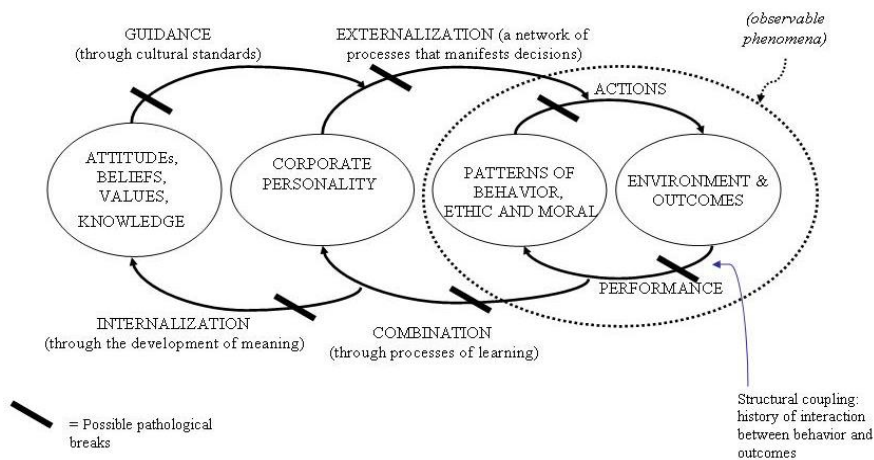 GUIDANCE
(through cultural standards)
EXTERNALIZATION (a network of
processes that manifests decisions)
(observable
phenomena)
ACTIONS
ATTITUDEs,
BELIEFS,
VALUES,
KNOWLEDGE
CORPORATE
PERSONALITY
PATTERNS OF
BEHAVIOR,
ETHIC AND MORAL
ENVIRONMENT &
OUTCOMES
PERFORMANCE
INTERNALIZATION
(through the development of meaning)
COMBINATION
(through processes of learning)
= Possible pathological
breaks
Structural coupling:
history of interaction
between behavior and
outcomes